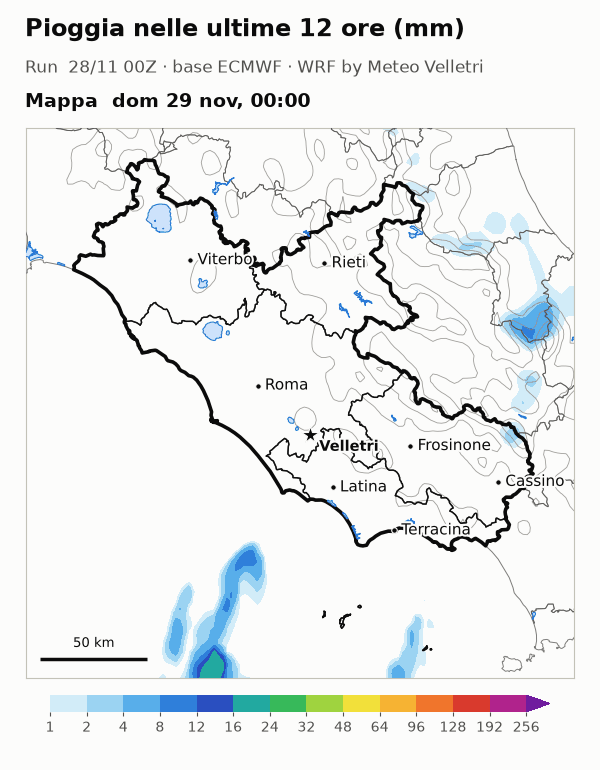 Pioggia nelle ultime 12 ore (mm)
Run  28/11 00Z · base ECMWF · WRF by Meteo Velletri
Mappa  dom 29 nov, 00:00
Viterbo
Rieti
Roma
Velletri
Frosinone
Latina
Cassino
Terracina
50 km
1 2 4 8 12 16 24 32 48 64 96 128 192 256